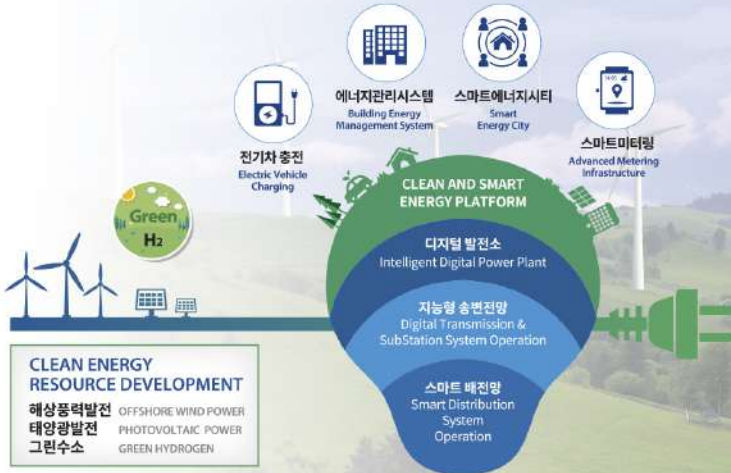 에너지관리시스템
Building Energy
Management System
스마트에너지시티
Smart
Energy City
전기차 충전
Electric Vehicle
Charging
스마트미터링
Advanced Metering
Infrastructure
Green
H2
CLEAN AND SMART
ENERGY PLATFORM
디지털 발전소
Intelligent Digital Power Plant
지능형 송변전망
Digital Transmission &
SubStation System Operation
스마트 배전망
Smart Distribution
System
Operation
CLEAN ENERGY
RESOURCE DEVELOPMENT
해상풍력발전 OFFSHORE WIND POWER
태양광발전 PHOTOVOLTAIC POWER
그린수소 GREEN HYDROGEN